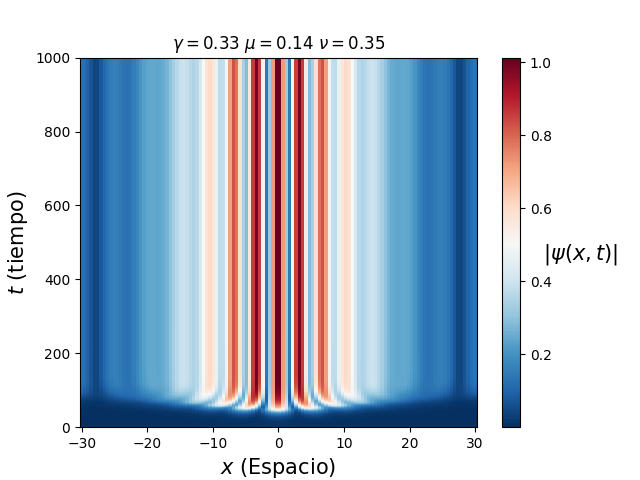 γ = 0.33 μ = 0.14 ν = 0.35
1000
800
600
400
200
0
t (tiempo)
−30 −20 −10 0 10 20 30
x (Espacio)
1.0
0.8
0.6
0.4
0.2
|ψ(x, t)|